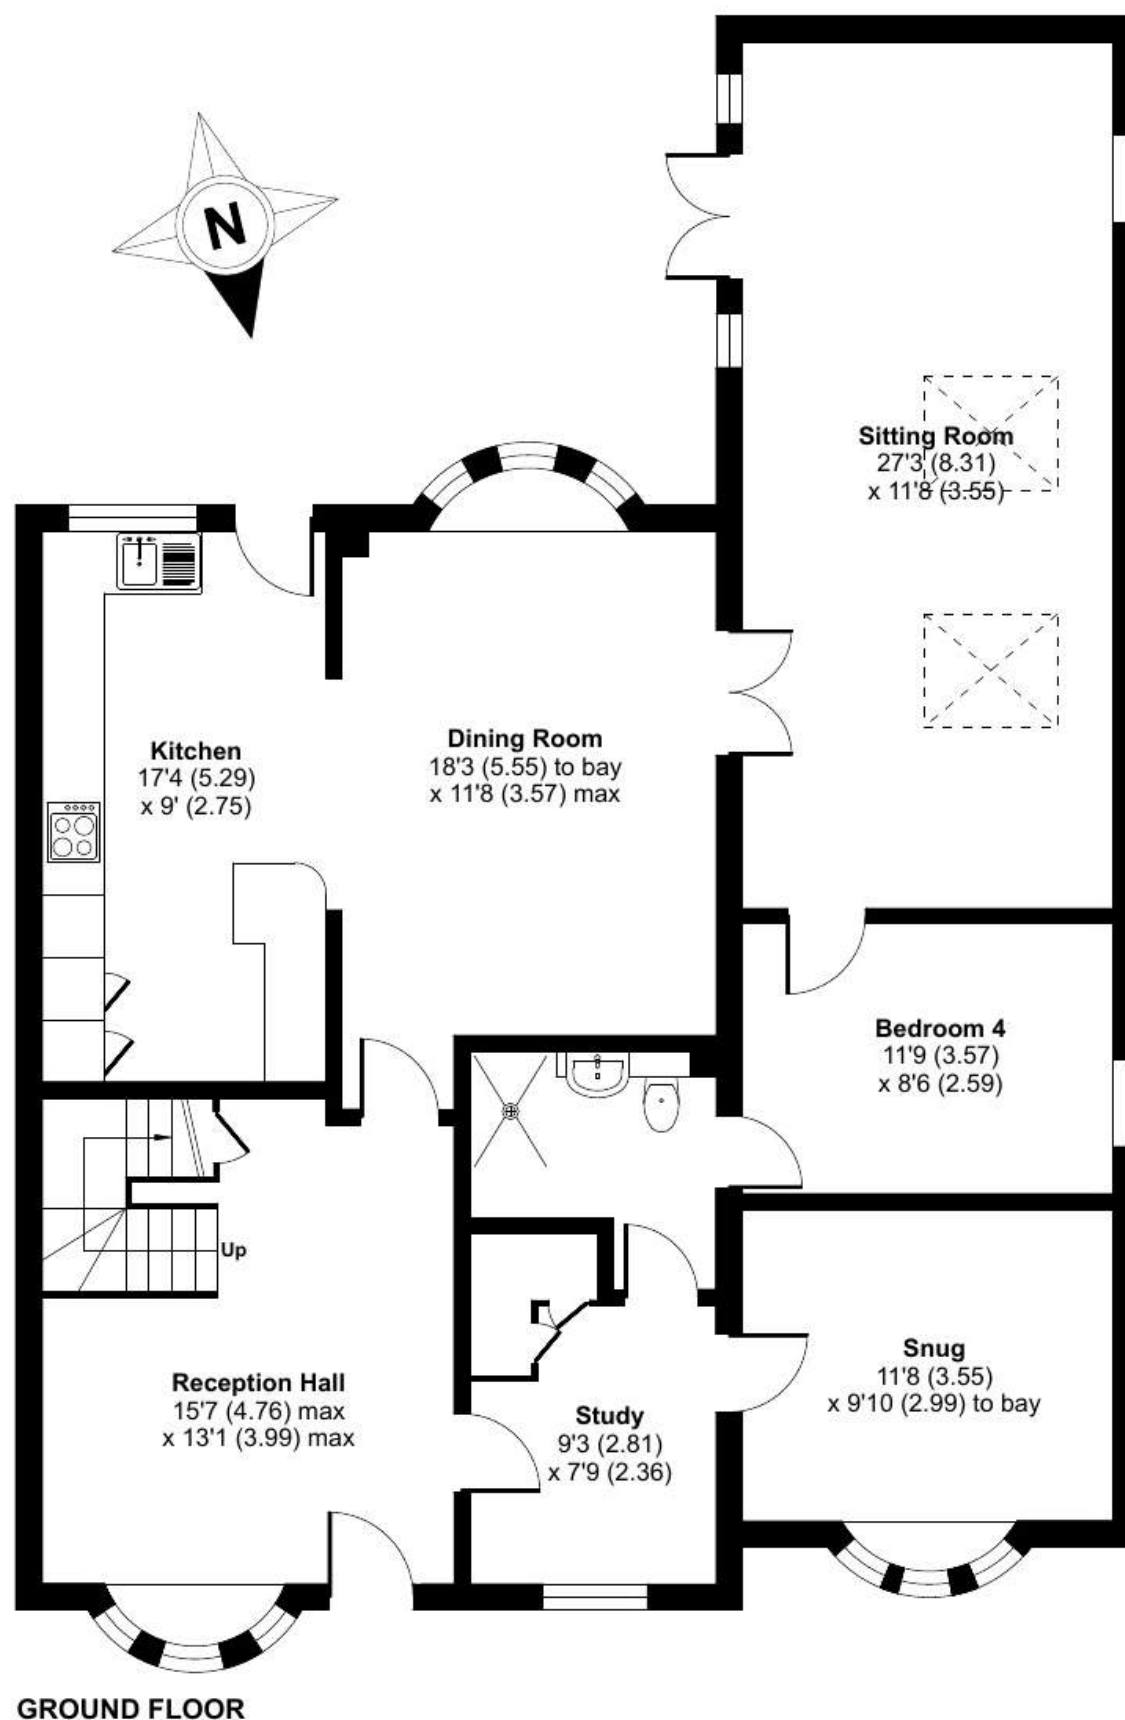 N
Sitting Room
27'3 (8.31)
x 11'8 (3.55)
Kitchen
17'4 (5.29)
x 9' (2.75)
Dining Room
18'3 (5.55) to bay
x 11'8 (3.57) max
Bedroom 4
11'9 (3.57)
x 8'6 (2.59)
Up
Reception Hall
15'7 (4.76) max
x 13'1 (3.99) max
Study
9'3 (2.81)
x 7'9 (2.36)
Snug
11'8 (3.55)
x 9'10 (2.99) to bay
GROUND FLOOR